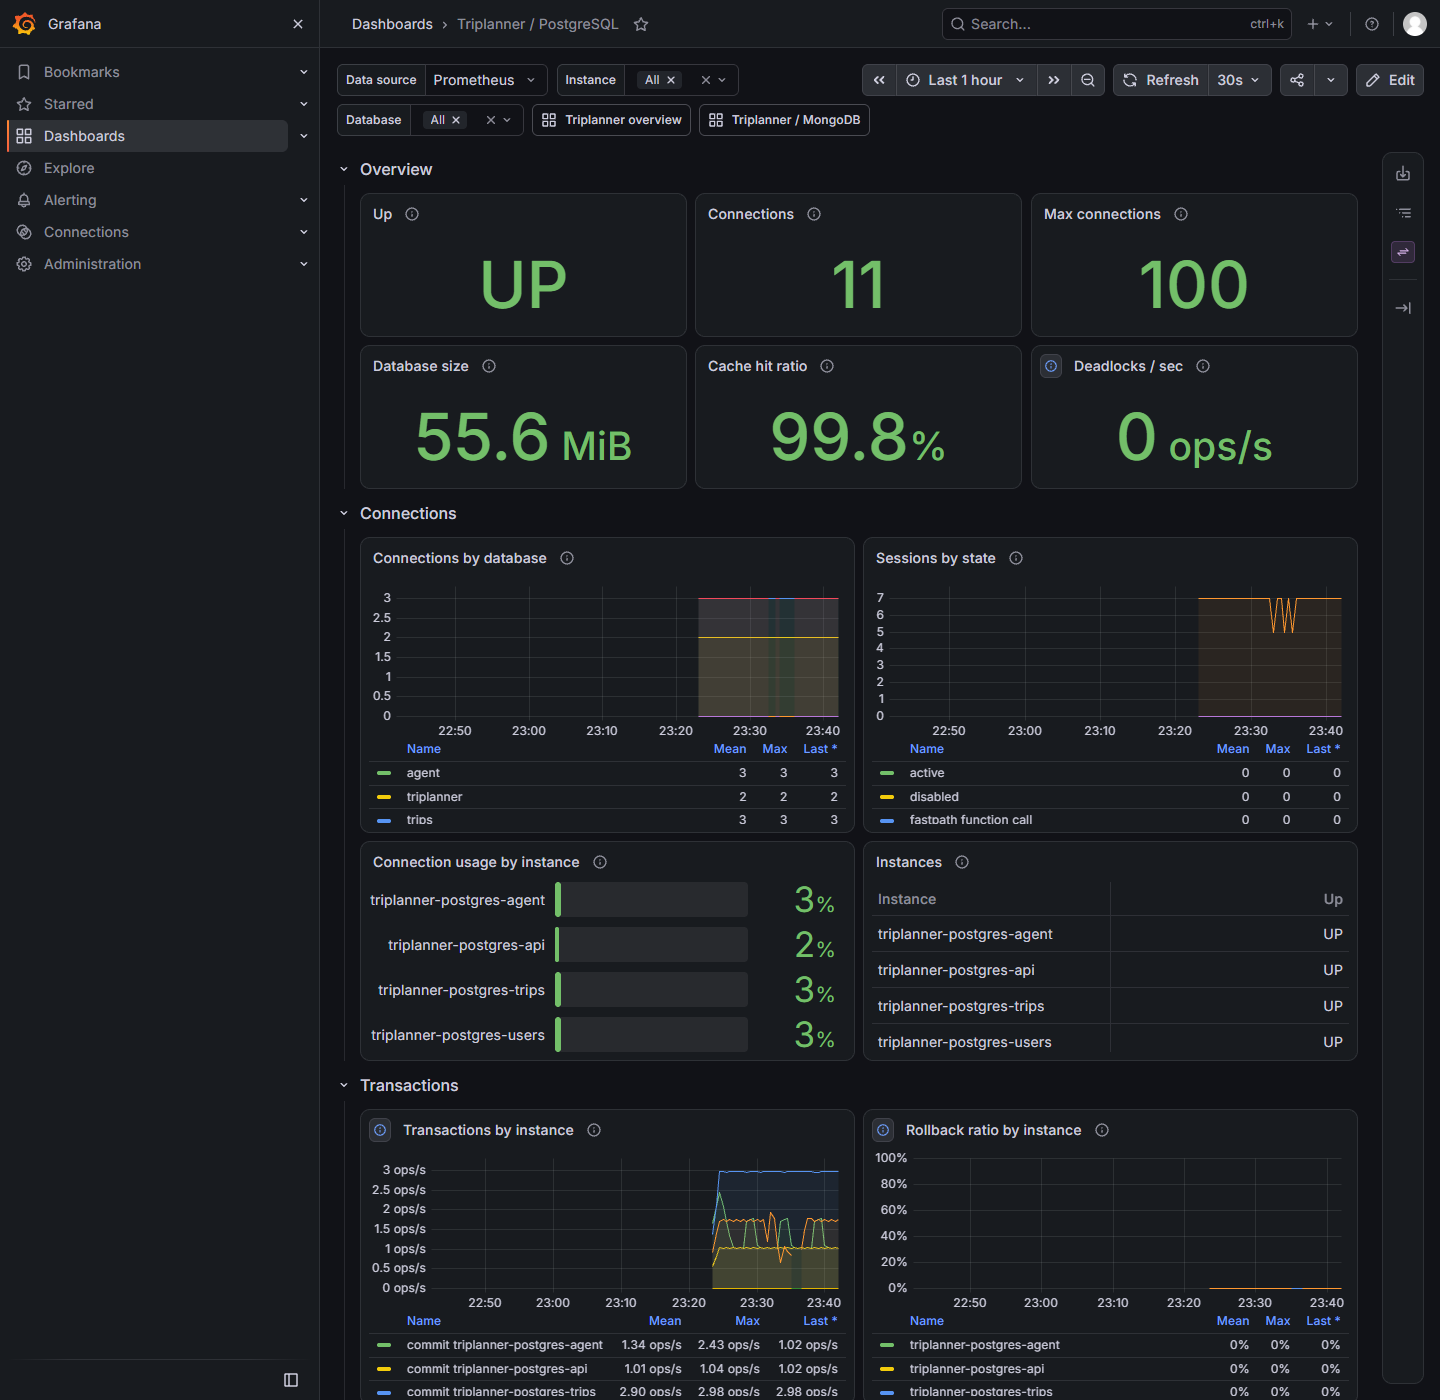 Grafana
Dashboards › Triplanner / PostgreSQL
Search... ctrl+k
Bookmarks
Starred
Dashboards
Explore
Alerting
Connections
Administration
Data source Prometheus Instance All
Last 1 hour Refresh 30s Edit
Database All Triplanner overview Triplanner / MongoDB
Overview
Up Connections Max connections
UP 11 100
Database size Cache hit ratio Deadlocks / sec
55.6 MiB 99.8% 0 ops/s
Connections
Connections by database
3
2.5
2
1.5
1
0.5
0
22:50 23:00 23:10 23:20 23:30 23:40
Name Mean Max Last *
agent 3 3 3
triplanner 2 2 2
trips 3 3 3
Sessions by state
7
6
5
4
3
2
1
0
22:50 23:00 23:10 23:20 23:30 23:40
Name Mean Max Last *
active 0 0 0
disabled 0 0 0
fastpath function call 0 0 0
Connection usage by instance
triplanner-postgres-agent 3%
triplanner-postgres-api 2%
triplanner-postgres-trips 3%
triplanner-postgres-users 3%
Instances
Instance Up
triplanner-postgres-agent UP
triplanner-postgres-api UP
triplanner-postgres-trips UP
triplanner-postgres-users UP
Transactions
Transactions by instance
3 ops/s
2.5 ops/s
2 ops/s
1.5 ops/s
1 ops/s
0.5 ops/s
0 ops/s
22:50 23:00 23:10 23:20 23:30 23:40
Name Mean Max Last *
commit triplanner-postgres-agent 1.34 ops/s 2.43 ops/s 1.02 ops/s
commit triplanner-postgres-api 1.01 ops/s 1.04 ops/s 1.02 ops/s
commit triplanner-postgres-trips 2.90 ops/s 2.98 ops/s 2.98 ops/s
Rollback ratio by instance
100%
80%
60%
40%
20%
0%
22:50 23:00 23:10 23:20 23:30 23:40
Name Mean Max Last *
triplanner-postgres-agent 0% 0% 0%
triplanner-postgres-api 0% 0% 0%
triplanner-postgres-trips 0% 0% 0%